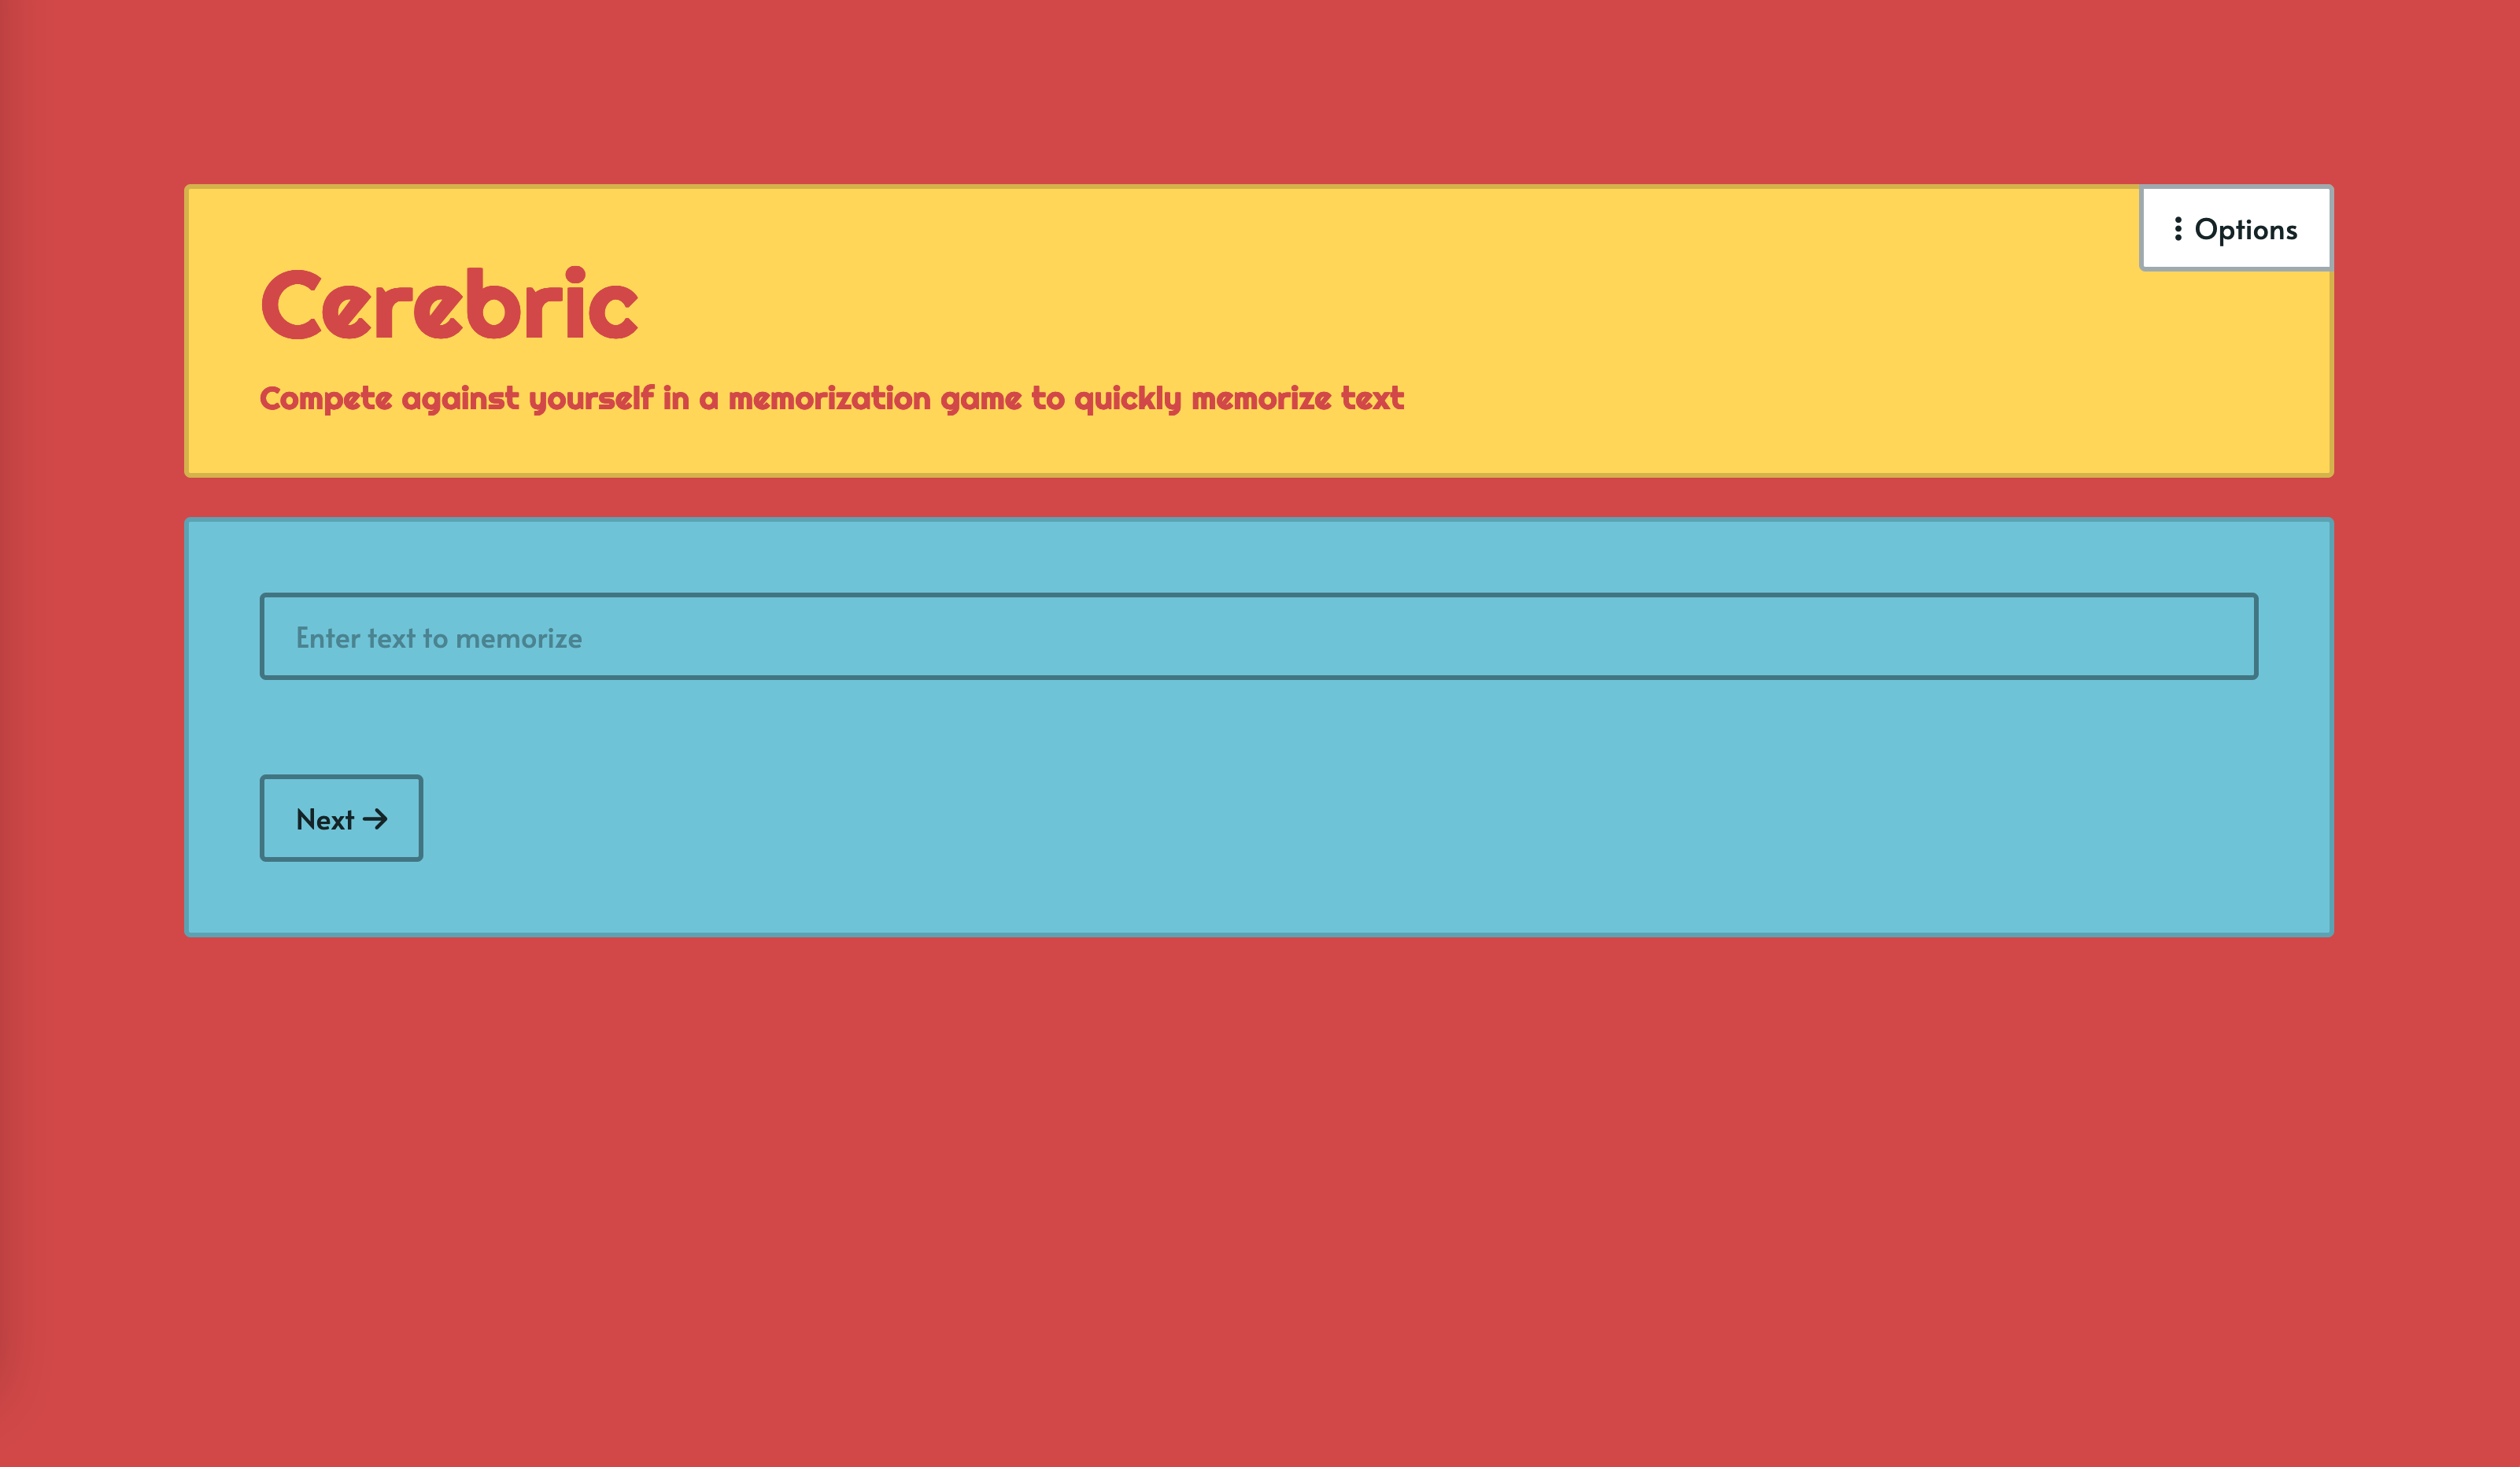 Options
Cerebric
Compete against yourself in a memorization game to quickly memorize text
Enter text to memorize
Next →